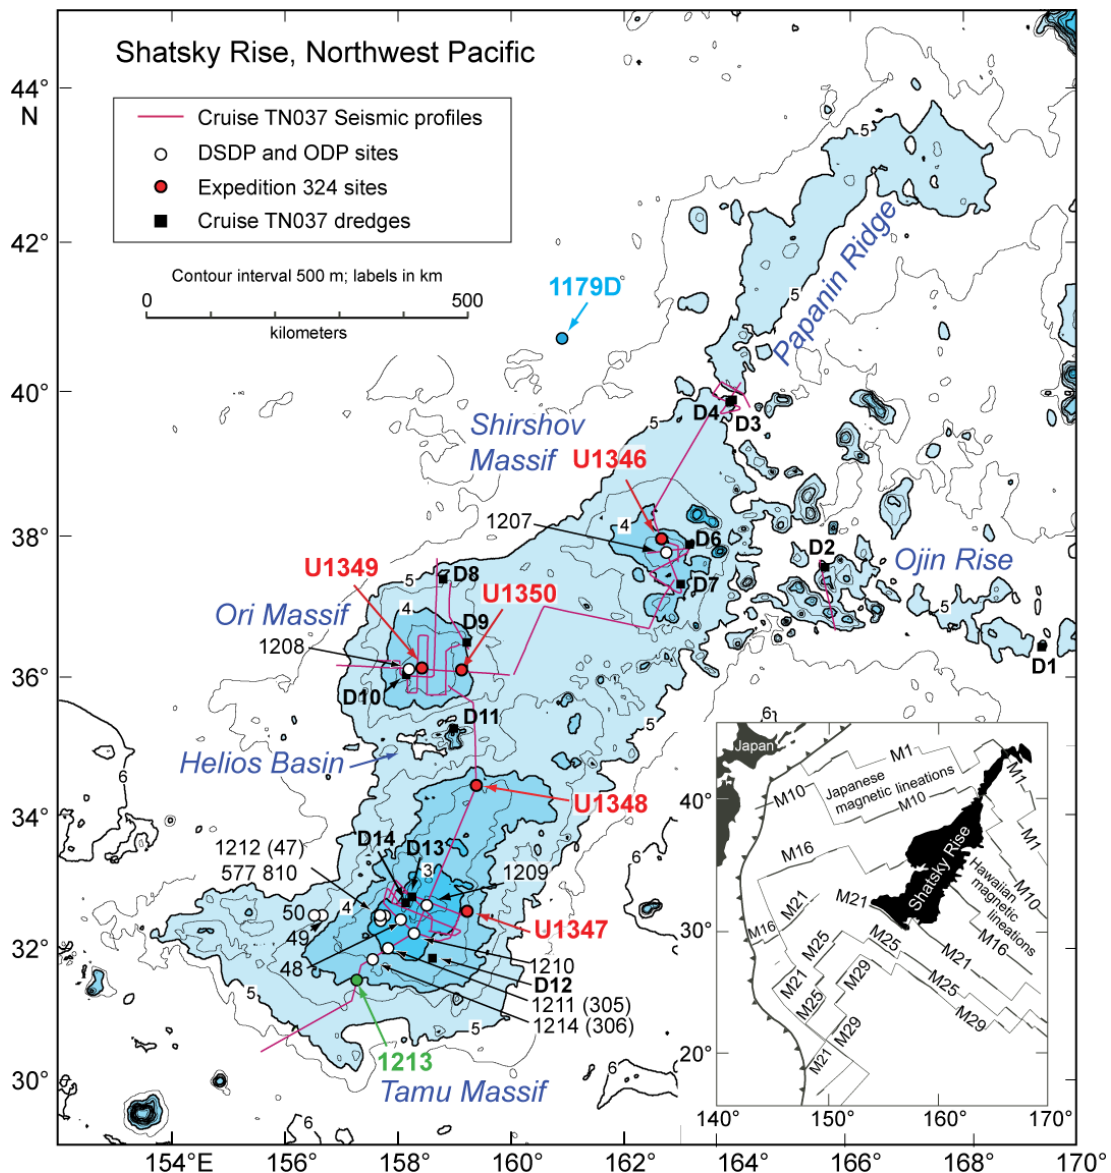 Shatsky Rise, Northwest Pacific
Cruise TN037 Seismic profiles
DSDP and ODP sites
Expedition 324 sites
Cruise TN037 dredges
Contour interval 500 m; labels in km
0 500
kilometers
44°
N
42°
40°
38°
36°
34°
32°
30°
5
Papanin Ridge
5
1179D
D4
D3
5
Shirshov
Massif
U1346
1207
4
D6
D2
Ojin Rise
D7
5
D1
U1349
5
D8
U1350
Ori Massif
4
D9
1208
D10
D11
5
Helios Basin
6
U1348
D14
D13
1212 (47)
577 810
3
1209
50
4
49
U1347
48
1210
D12
1211 (305)
1214 (306)
5
5
1213
Tamu Massif
6
6
6
6
Japan
M1
M1
M10
Japanese
magnetic lineations
M10
40°
M1
M16
Shatsky Rise
Hawaiian
magnetic
lineations
M10
M21
M21
M16
30°
M16
M25
M25
M21
M29
M21
M25
M25
M29
M29
M21
20°
140° 150° 160° 170°
154° E 156° 158° 160° 162° 164° 166° 168° 170°